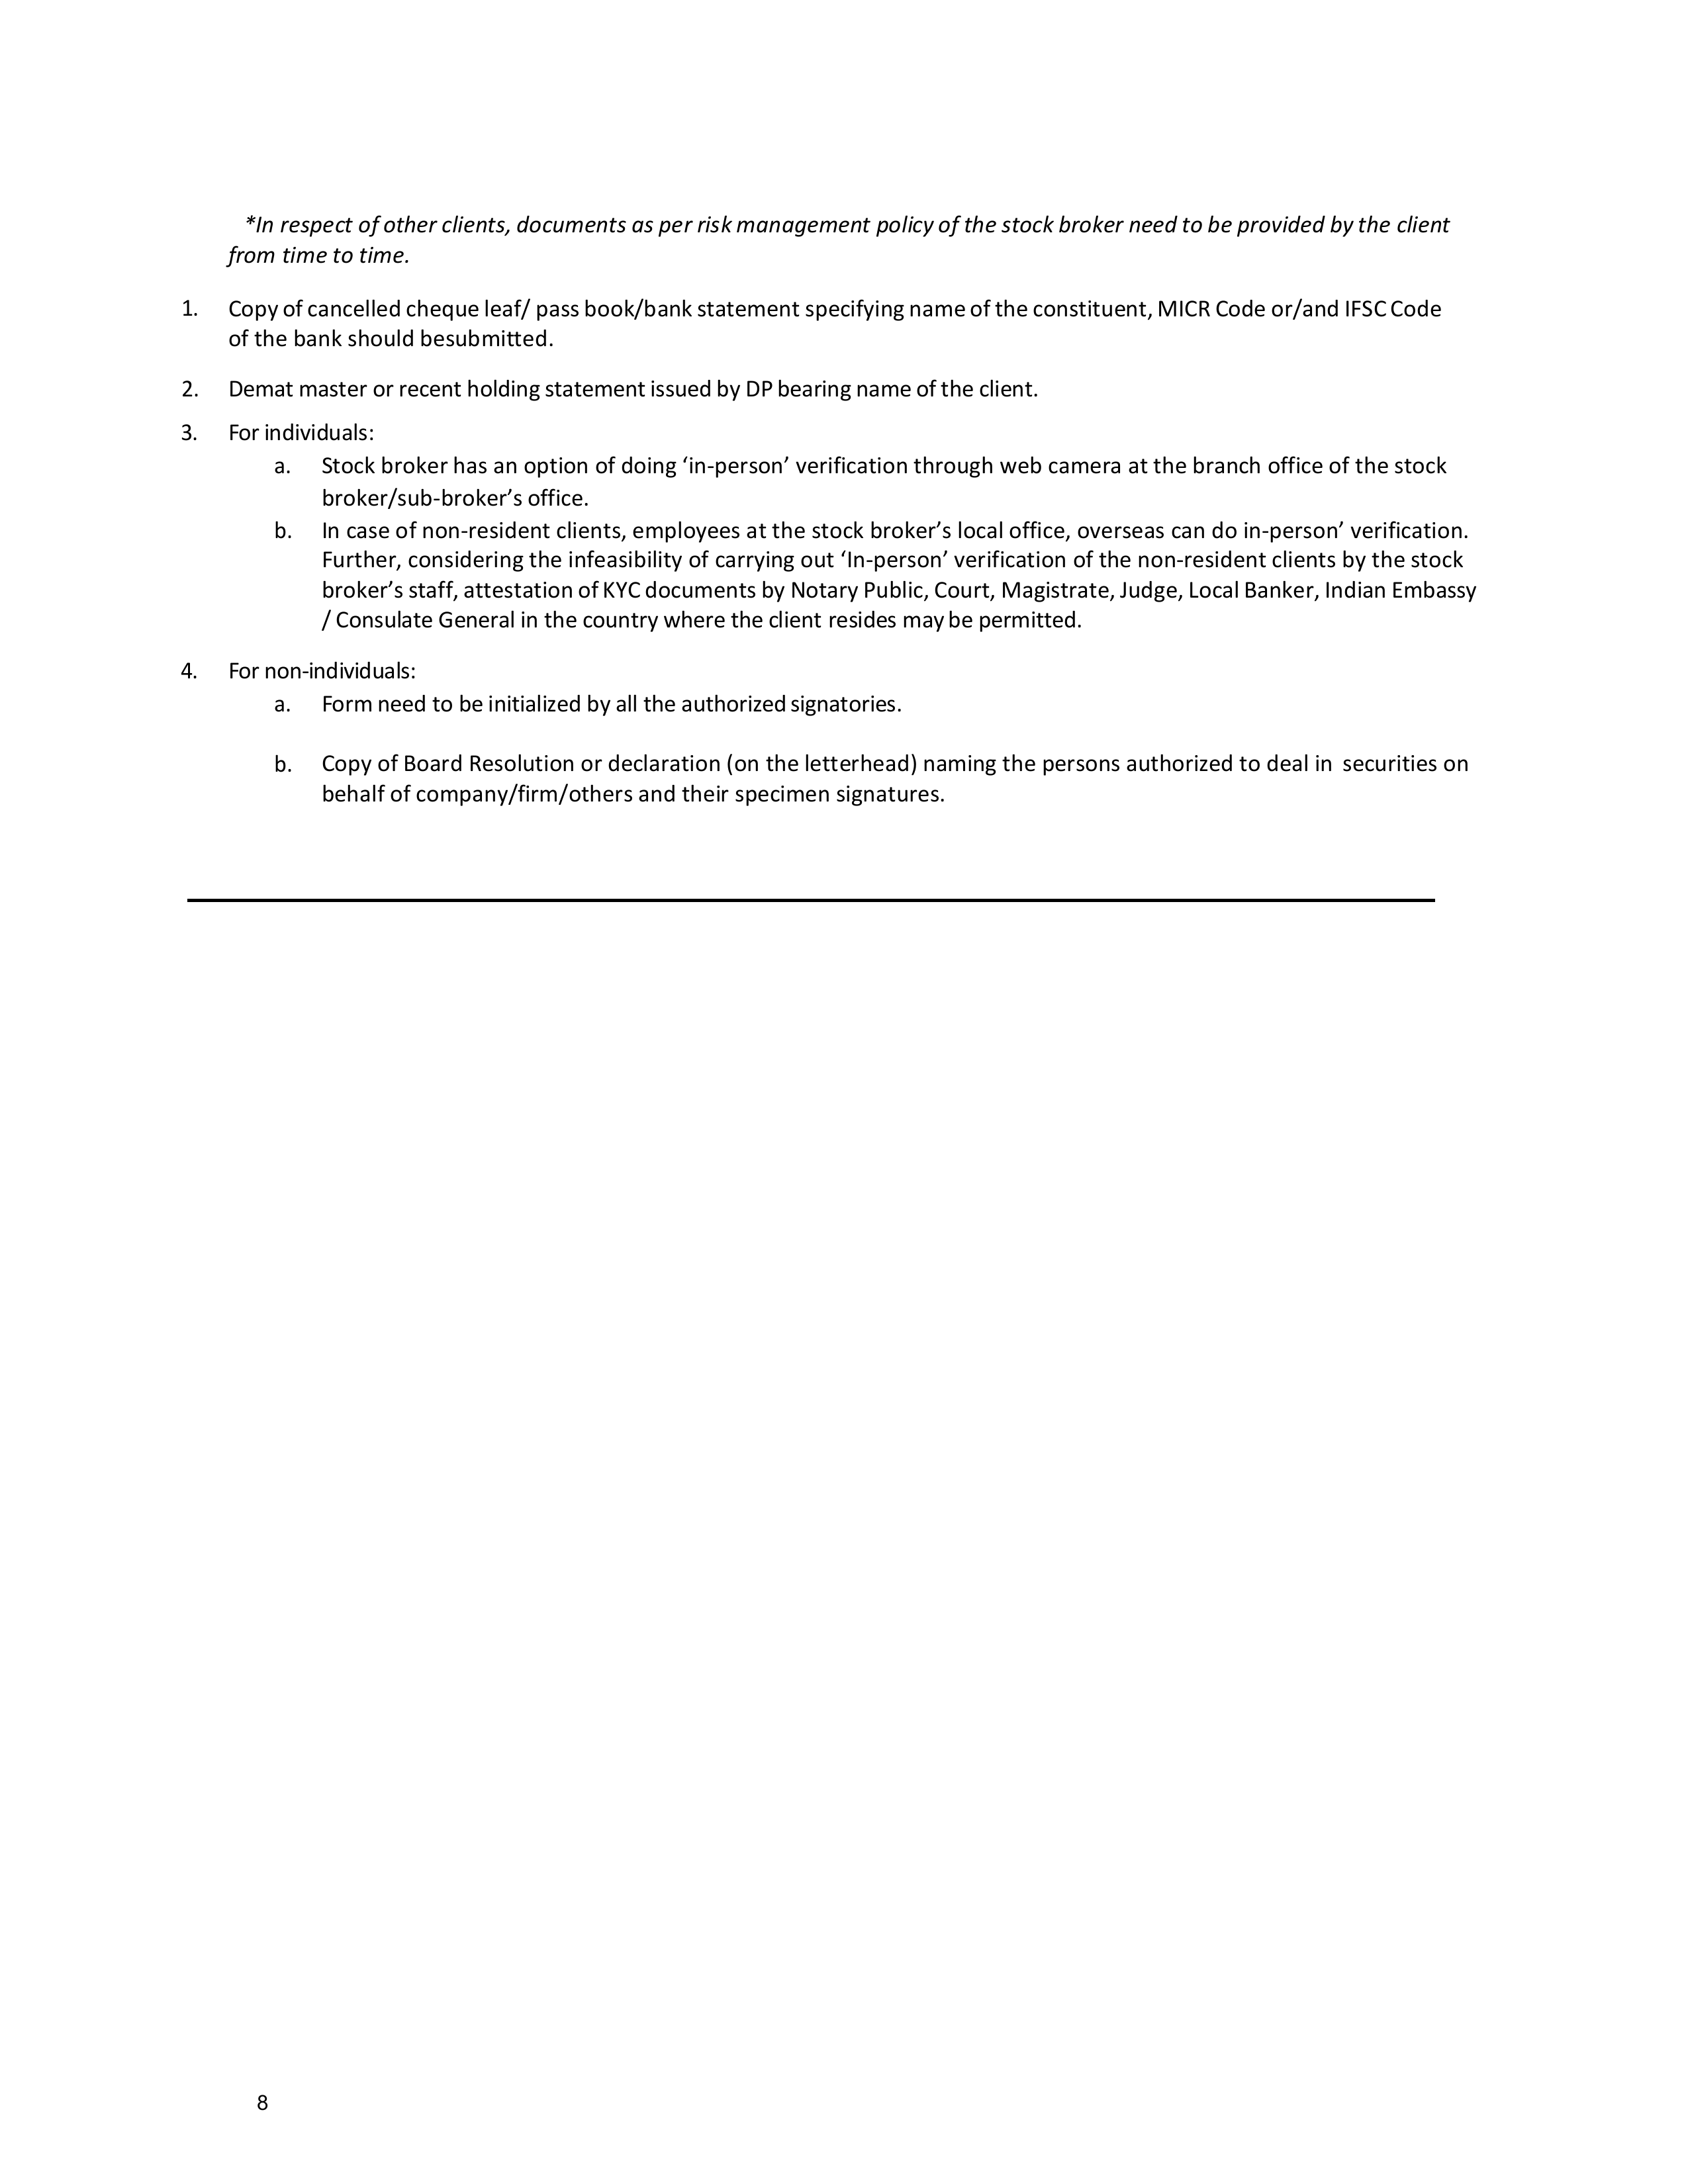 *In respect of other clients, documents as per risk management policy of the stock broker need to be provided by the client
from time to time.
1. Copy of cancelled cheque leaf/ pass book/bank statement specifying name of the constituent, MICR Code or/and IFSC Code
of the bank should besubmitted.
2. Demat master or recent holding statement issued by DP bearing name of the client.
3. For individuals:
a. Stock broker has an option of doing ‘in-person’ verification through web camera at the branch office of the stock
broker/sub-broker’s office.
b. In case of non-resident clients, employees at the stock broker’s local office, overseas can do in-person’ verification.
Further, considering the infeasibility of carrying out ‘In-person’ verification of the non-resident clients by the stock
broker’s staff, attestation of KYC documents by Notary Public, Court, Magistrate, Judge, Local Banker, Indian Embassy
/ Consulate General in the country where the client resides may be permitted.
4. For non-individuals:
a. Form need to be initialized by all the authorized signatories.
b. Copy of Board Resolution or declaration (on the letterhead) naming the persons authorized to deal in securities on
behalf of company/firm/others and their specimen signatures.
8